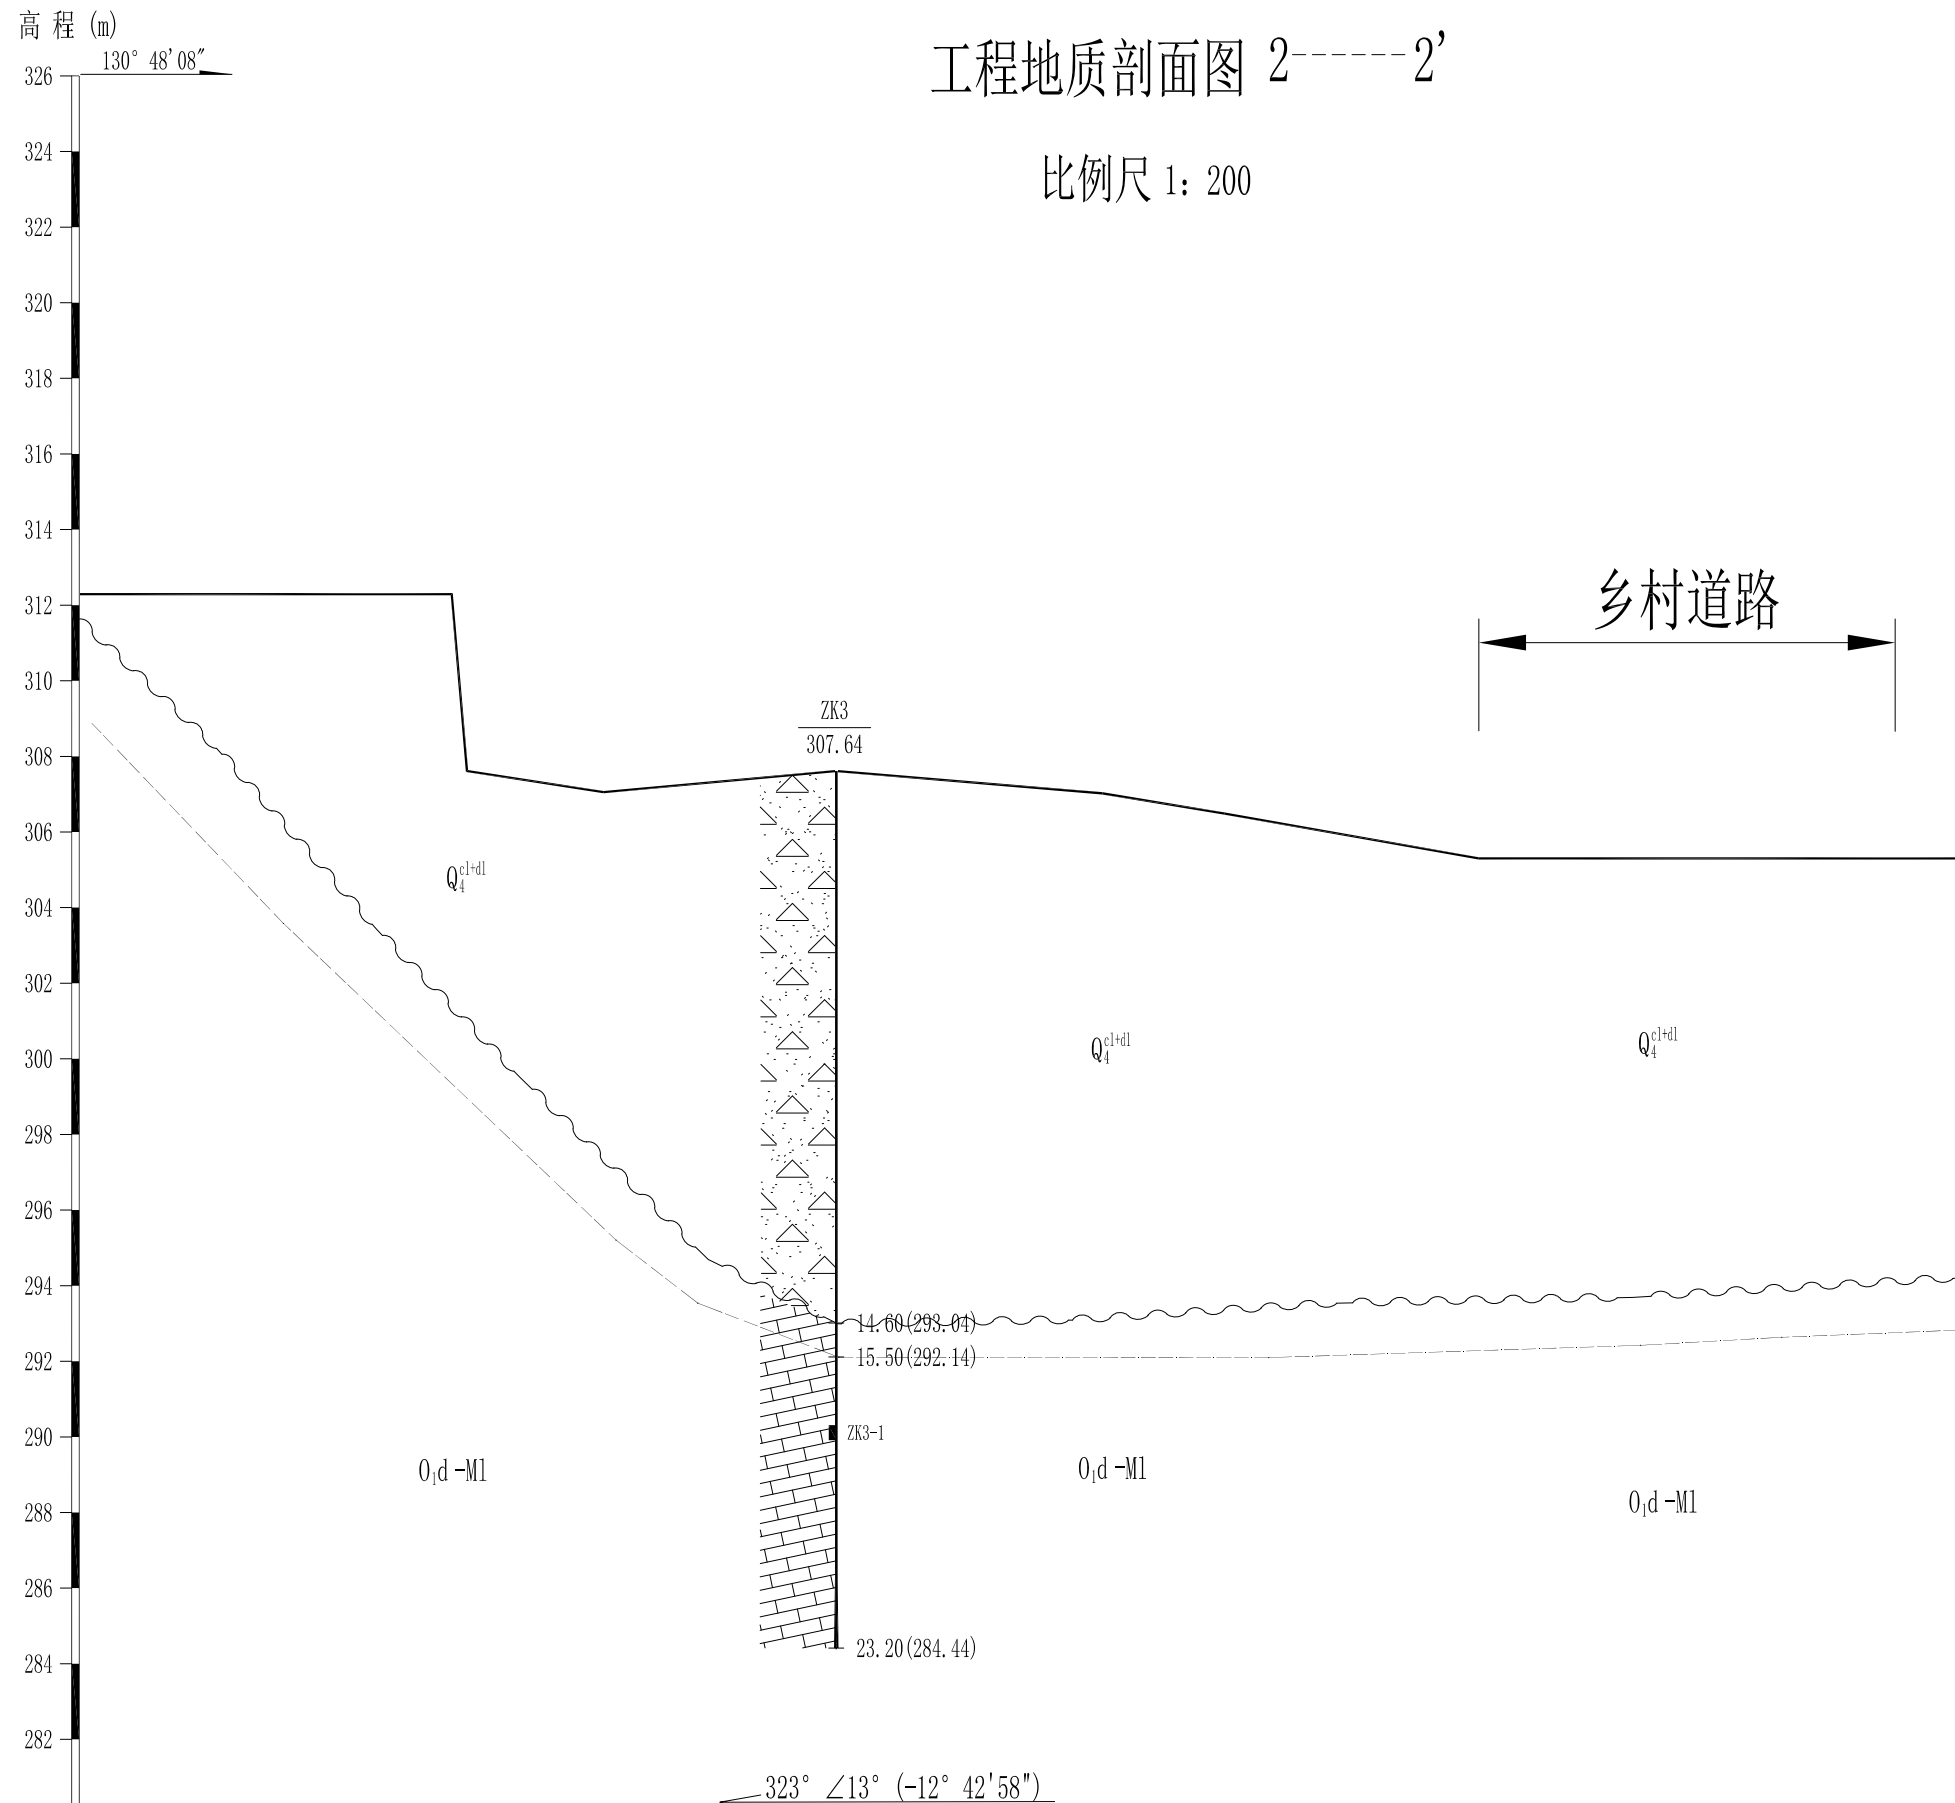 高 程 (m)
130° 48'08"
工程地质剖面图 2------2'
比例尺 1: 200
326
324
322
320
318
316
314
312
310
308
306
304
302
300
298
296
294
292
290
288
286
284
282
乡村道路
ZK3
307.64
Q₄ᶜˡ⁺ᵈˡ
Q₄ᶜˡ⁺ᵈˡ
Q₄ᶜˡ⁺ᵈˡ
14.60(293.04)
15.50(292.14)
ZK3-1
O₁d-Ml
O₁d-Ml
O₁d-Ml
23.20(284.44)
323° ∠13° (-12° 42'58")